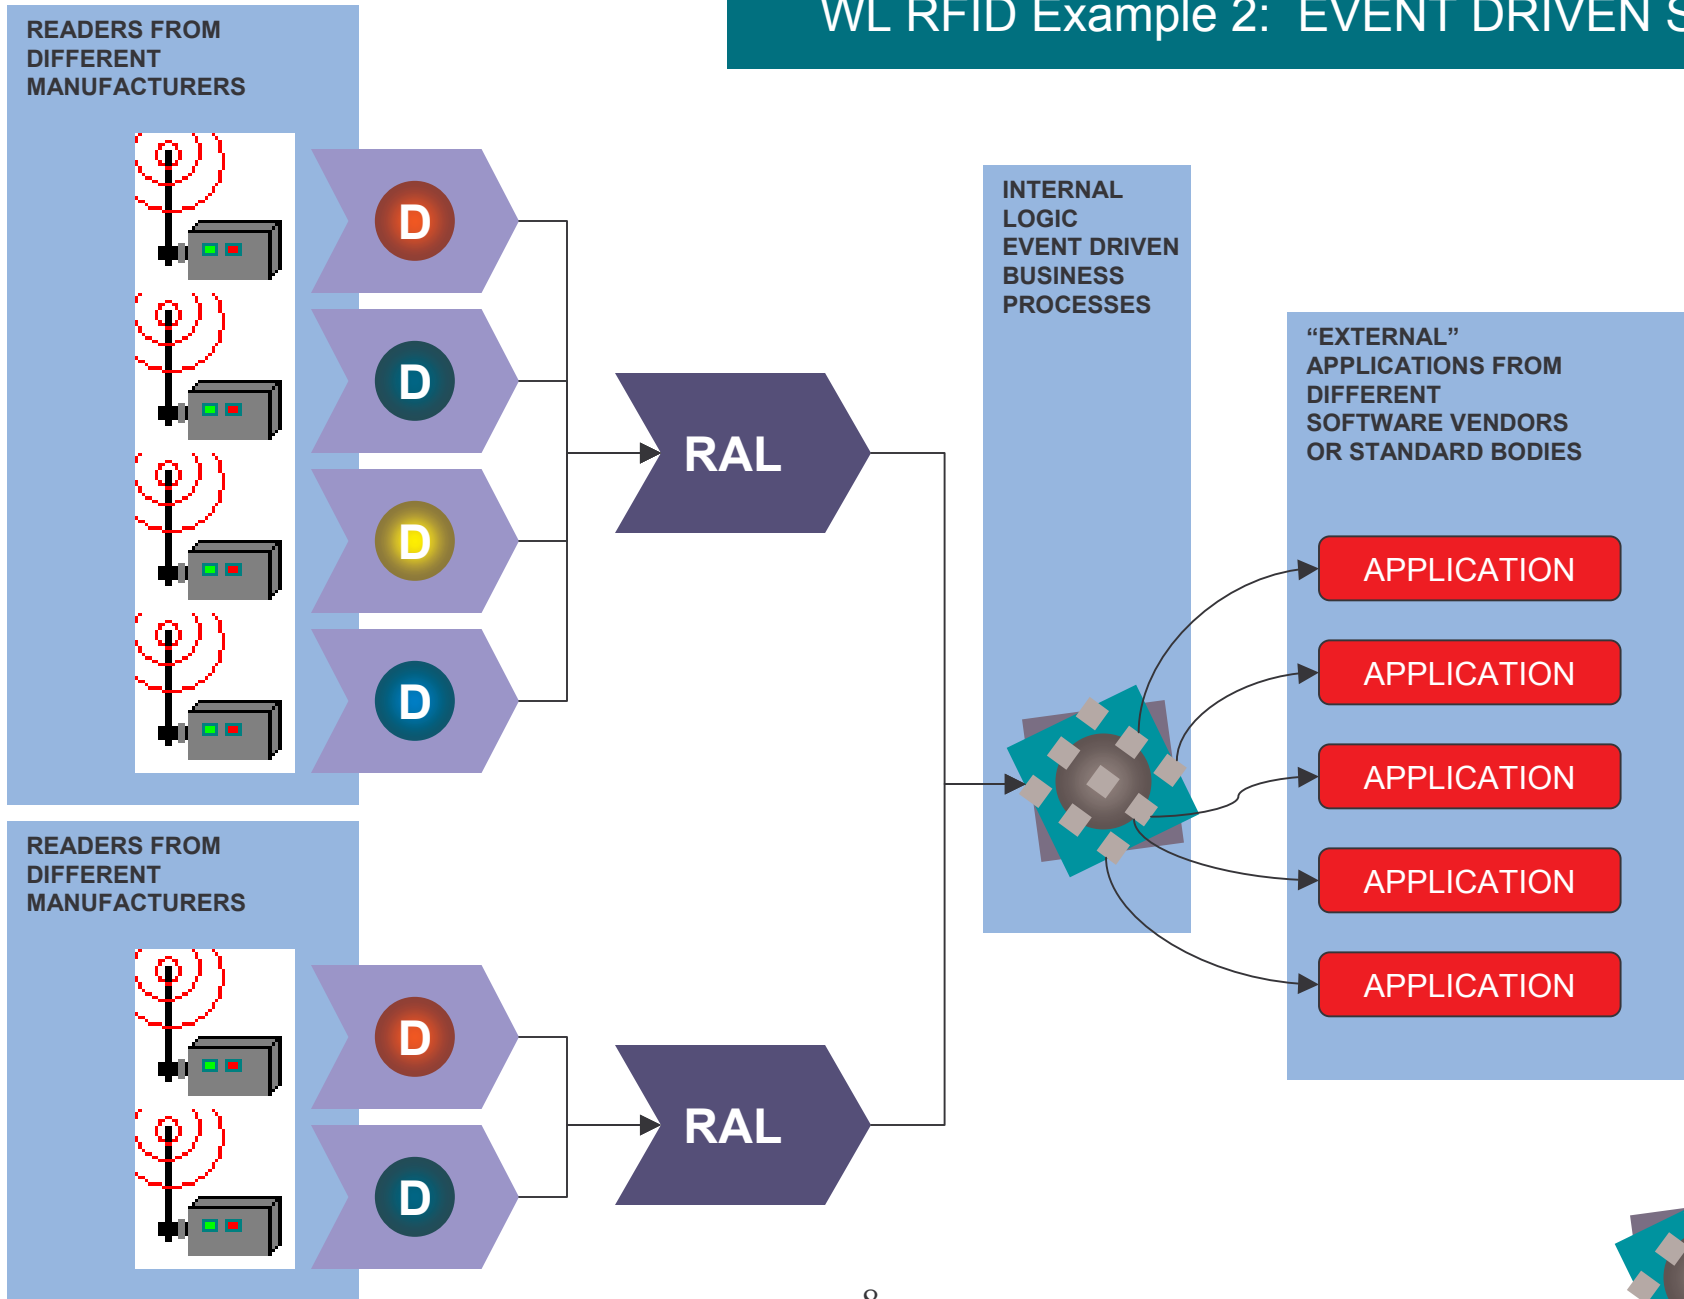 WL RFID Example 2: EVENT DRIVEN S
READERS FROM
DIFFERENT
MANUFACTURERS
D
D
D
D
RAL
READERS FROM
DIFFERENT
MANUFACTURERS
D
D
RAL
INTERNAL
LOGIC
EVENT DRIVEN
BUSINESS
PROCESSES
“EXTERNAL”
APPLICATIONS FROM
DIFFERENT
SOFTWARE VENDORS
OR STANDARD BODIES
APPLICATION
APPLICATION
APPLICATION
APPLICATION
APPLICATION